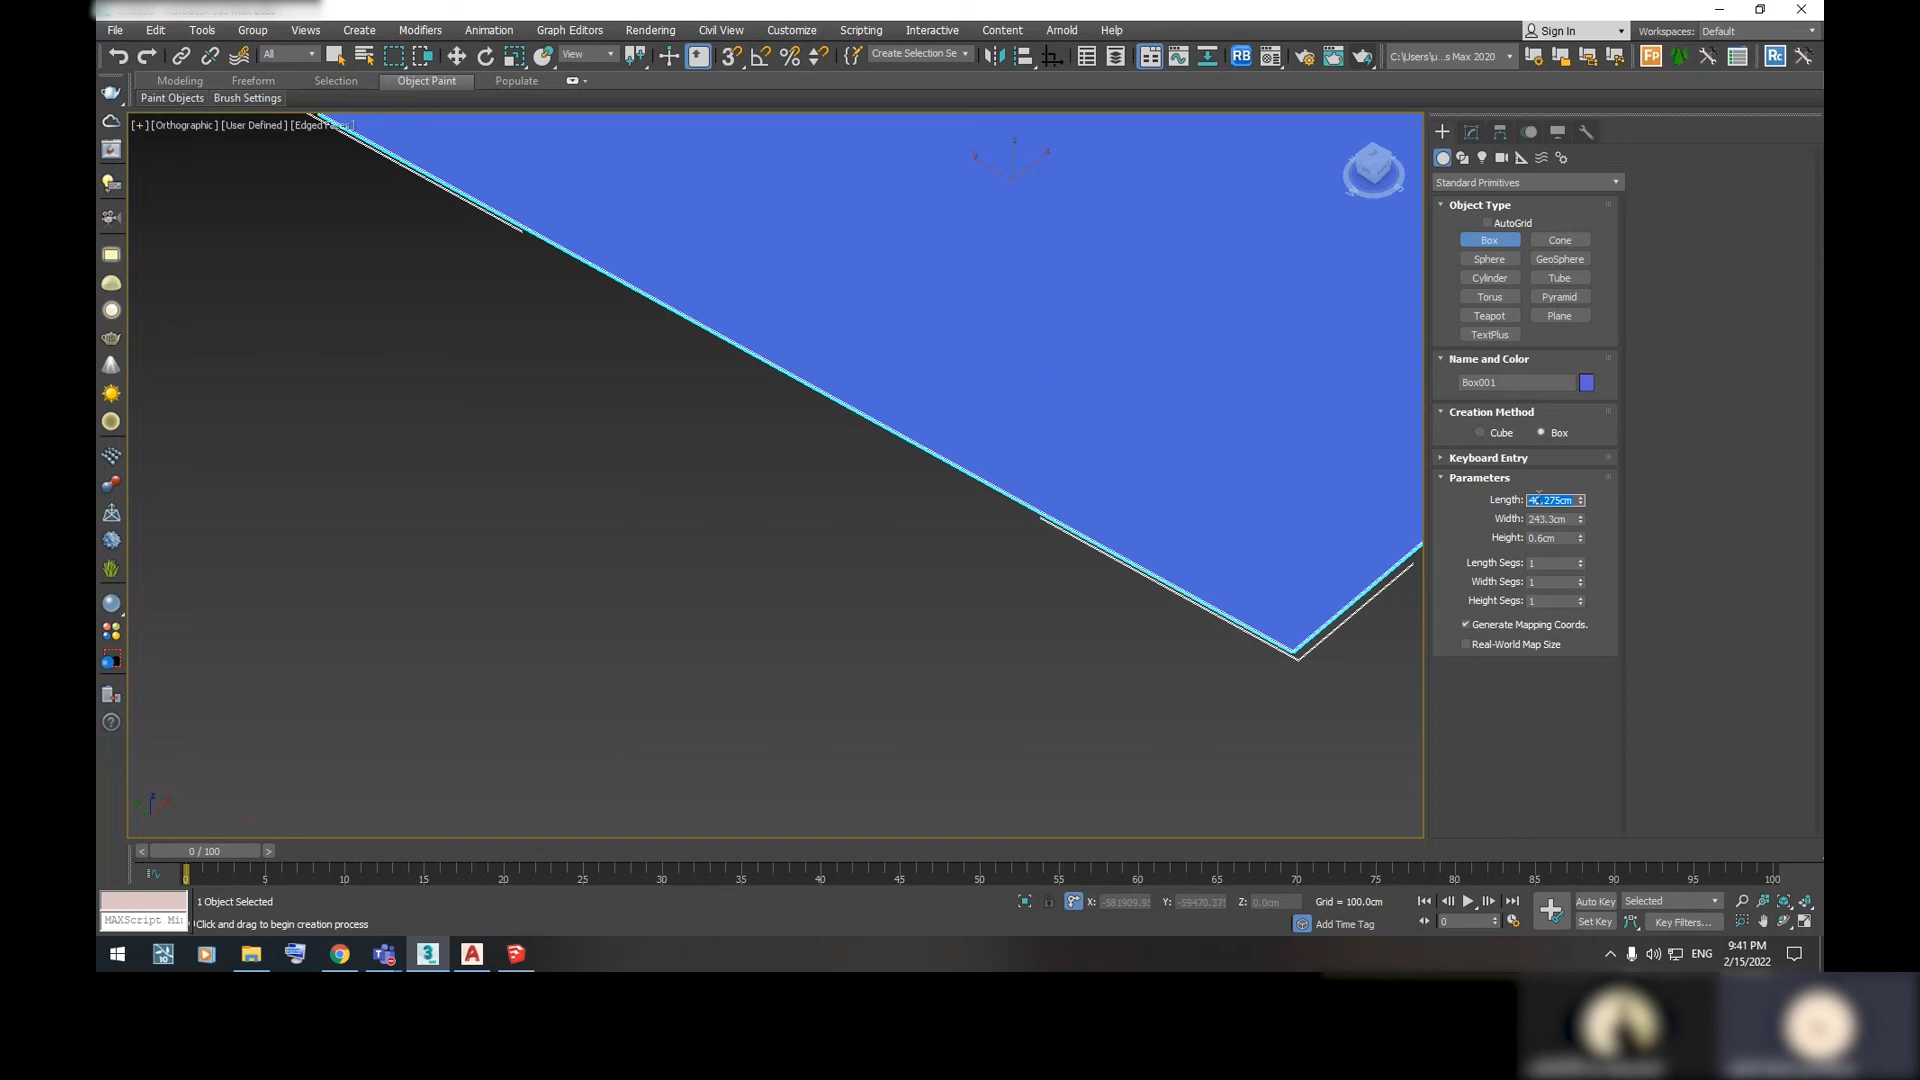 File Edit Tools Group Views Create Modifiers Animation Graph Editors Rendering Civil View Customize Scripting Interactive Content Arnold Help Sign In Workspaces: Default
All View Create Selection Se RB C:\Users\µ...s Max 2020 Rc
Modeling Freeform Selection Object Paint Populate
Paint Objects Brush Settings
[+] [Orthographic] [User Defined] [Edged Faces]
Standard Primitives
Object Type
AutoGrid
Box Cone
Sphere GeoSphere
Cylinder Tube
Torus Pyramid
Teapot Plane
TextPlus
Name and Color
Box001
Creation Method
Cube Box
Keyboard Entry
Parameters
Length:
Width: 243.3cm
Height: 0.6cm
Length Segs: 1
Width Segs: 1
Height Segs: 1
Generate Mapping Coords.
Real-World Map Size
0 / 100
0 5 10 15 20 25 30 35 40 45 50 55 60 65 70 75 80 85 90 95 100
1 Object Selected X: Y: Z: 0.0cm Grid = 100.0cm Auto Key Selected
MAXScript Mi Click and drag to begin creation process Add Time Tag 0 Set Key Key Filters...
ENG
9:41 PM
2/15/2022